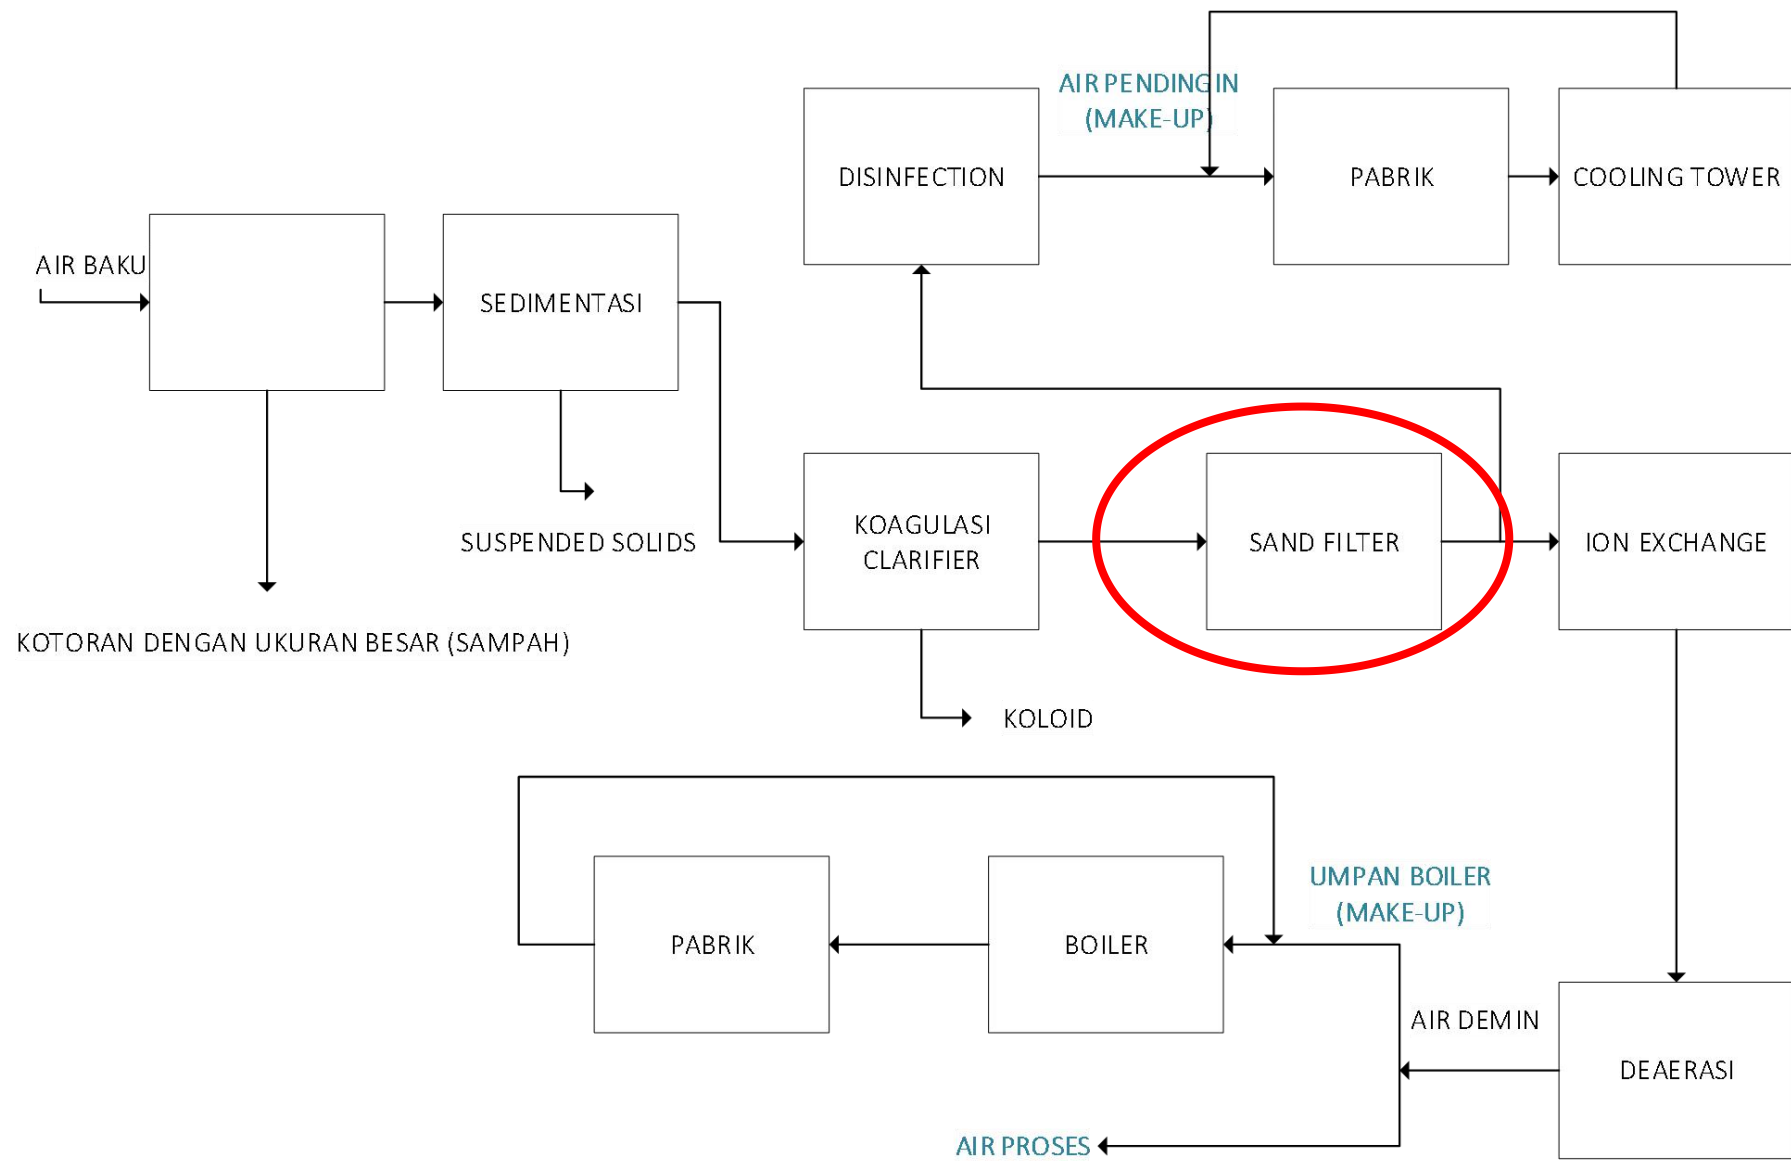 AIR PENDINGIN
(MAKE-UP)
DISINFECTION
PABRIK
COOLING TOWER
AIR BAKU
SEDIMENTASI
SUSPENDED SOLIDS
KOAGULASI
CLARIFIER
SAND FILTER
ION EXCHANGE
KOTORAN DENGAN UKURAN BESAR (SAMPAH)
KOLOID
PABRIK
BOILER
UMPAN BOILER
(MAKE-UP)
AIR DEMIN
DEAERASI
AIR PROSES